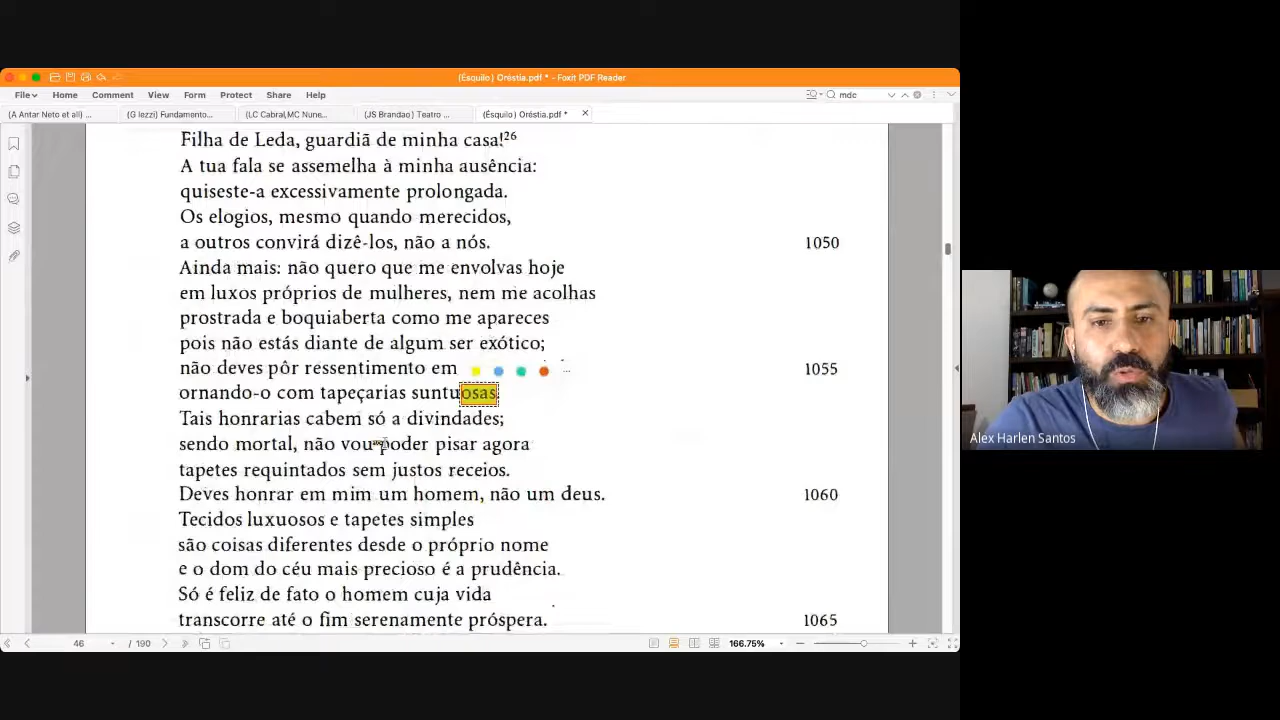 (Ésquilo) Oréstia.pdf * - Foxit PDF Reader
File Home Comment View Form Protect Share Help
mdc
(A Antar Neto et all) ... (G Iezzi) Fundamento... (LC Cabral,MC Nune... (JS Brandao) Teatro ... (Ésquilo) Oréstia.pdf *
Filha de Leda, guardiã de minha casa!²⁶
A tua fala se assemelha à minha ausência:
quiseste-a excessivamente prolongada.
Os elogios, mesmo quando merecidos,
a outros convirá dizê-los, não a nós. 1050
Ainda mais: não quero que me envolvas hoje
em luxos próprios de mulheres, nem me acolhas
prostrada e boquiaberta como me apareces
pois não estás diante de algum ser exótico;
não deves pôr ressentimento em 1055
ornando-o com tapeçarias suntuosas.
Tais honrarias cabem só a divindades;
sendo mortal, não vou poder pisar agora
tapetes requintados sem justos receios.
Deves honrar em mim um homem, não um deus. 1060
Tecidos luxuosos e tapetes simples
são coisas diferentes desde o próprio nome
e o dom do céu mais precioso é a prudência.
Só é feliz de fato o homem cuja vida
transcorre até o fim serenamente próspera. 1065
46 / 190 166.75%
Alex Harlen Santos